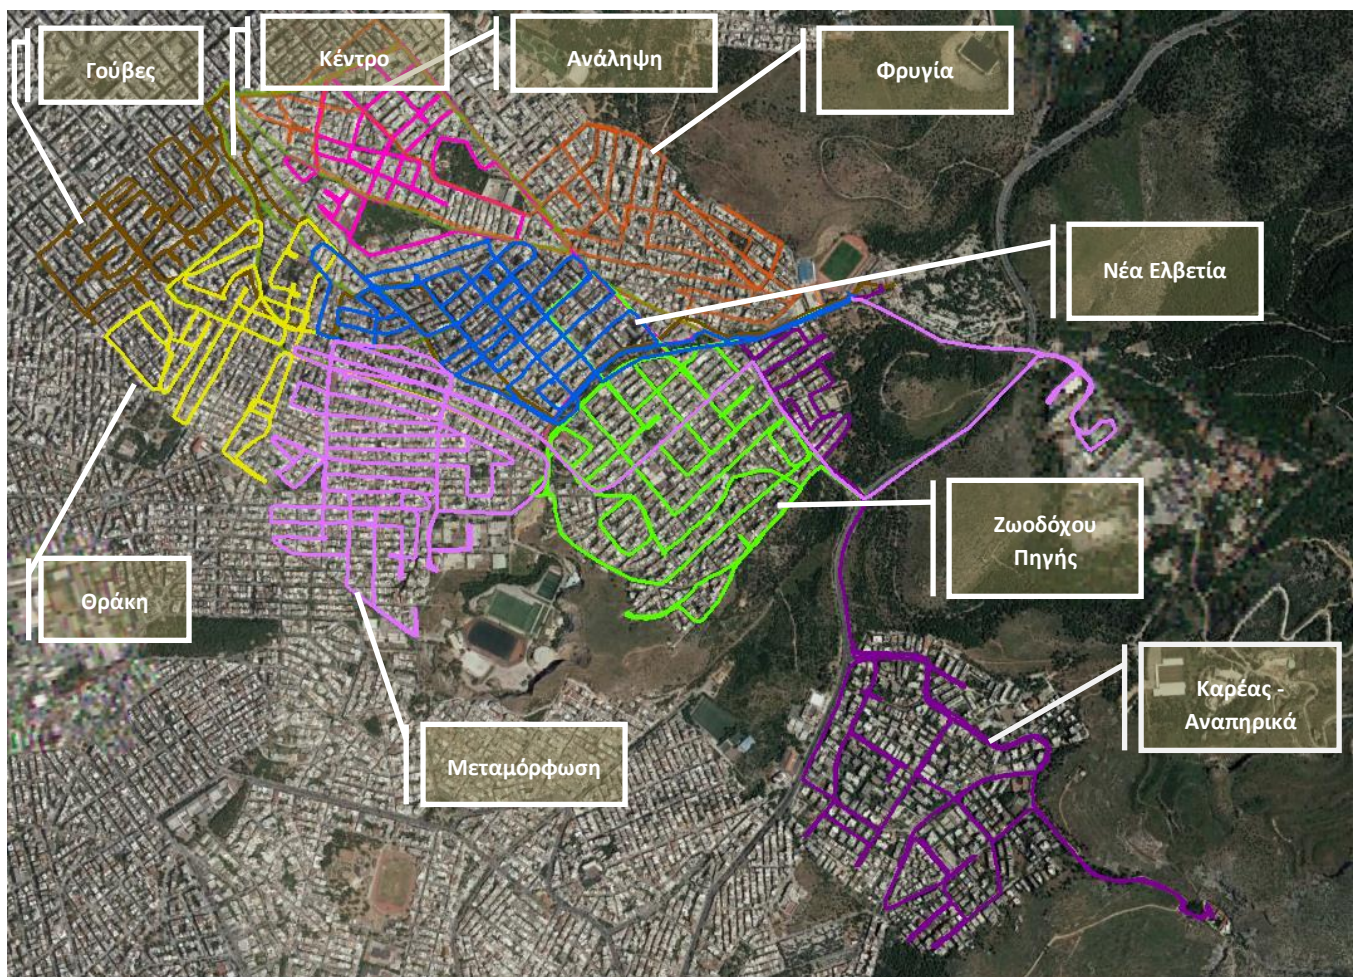 Γούβες
Κέντρο
Ανάληψη
Φρυγία
Νέα Ελβετία
Ζωοδόχου
Πηγής
Θράκη
Καρέας -
Αναπηρικά
Μεταμόρφωση